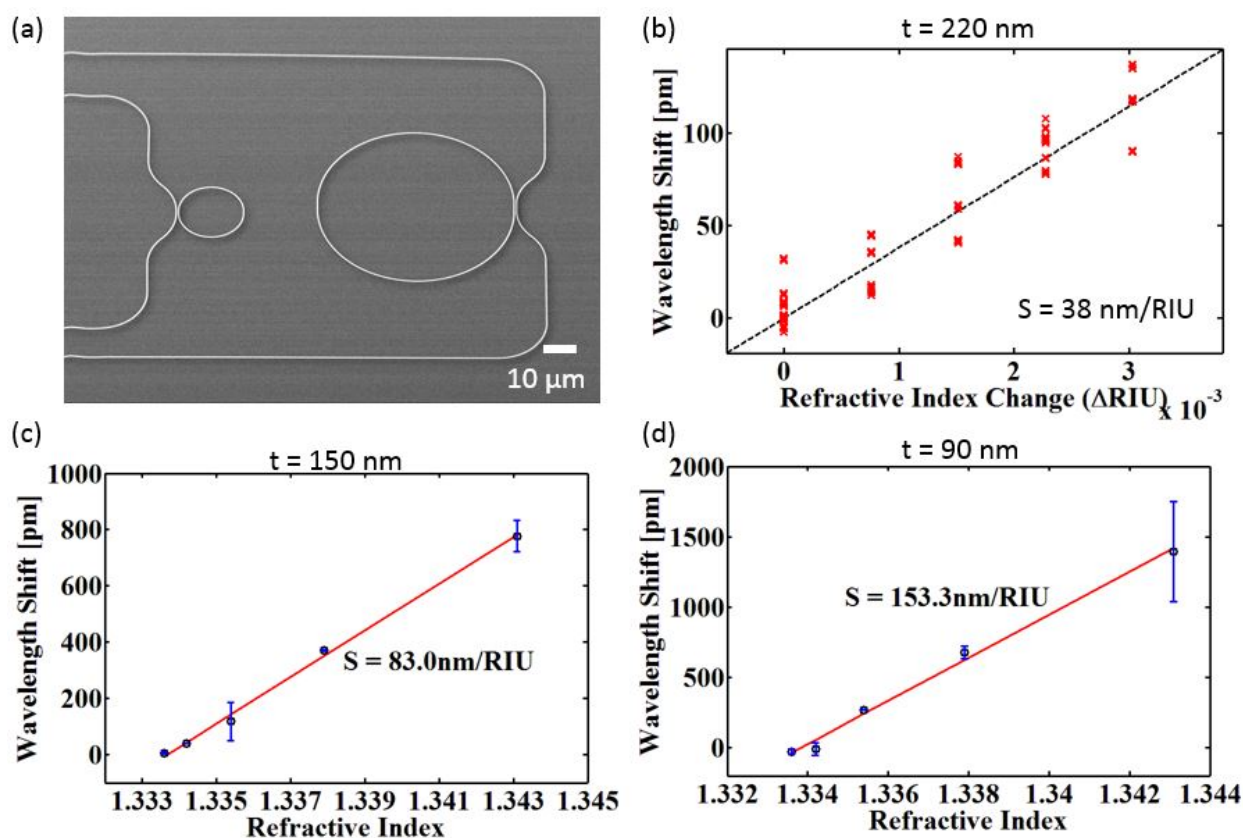 (a)
10 μm
(b)
t = 220 nm
Wavelength Shift [pm]
100
50
0
S = 38 nm/RIU
0 1 2 3
Refractive Index Change (ΔRIU)
x 10⁻³
(c)
t = 150 nm
Wavelength Shift [pm]
1000
800
600
400
200
0
S = 83.0nm/RIU
1.333 1.335 1.337 1.339 1.341 1.343 1.345
Refractive Index
(d)
t = 90 nm
Wavelength Shift [pm]
2000
1500
1000
500
0
S = 153.3nm/RIU
1.332 1.334 1.336 1.338 1.34 1.342 1.344
Refractive Index